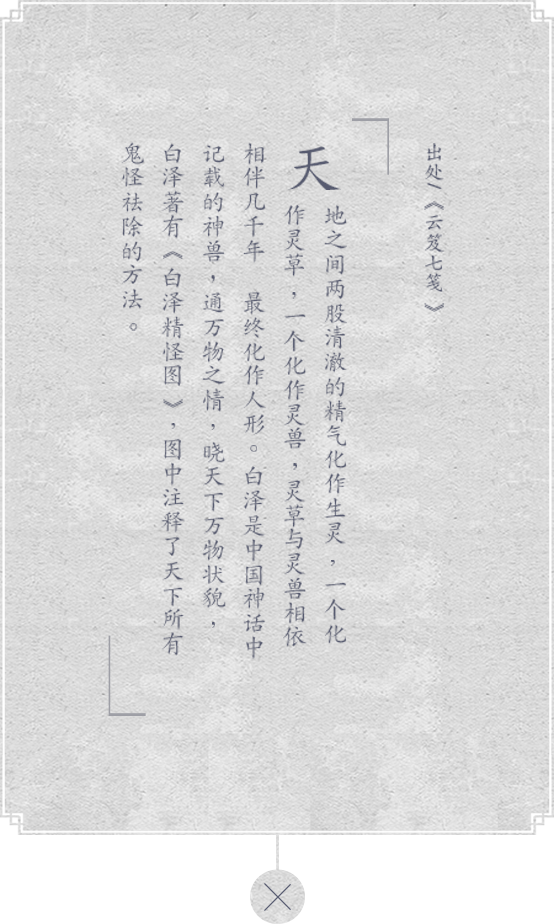 出处/《云笈七笺》
天地之间两股清澈的精气化作生灵，一个化
作灵草，一个化作灵兽，灵草与灵兽相依
相伴几千年 最终化作人形。白泽是中国神话中
记载的神兽，通万物之情，晓天下万物状貌，
白泽著有《白泽精怪图》，图中注释了天下所有
鬼怪祛除的方法。